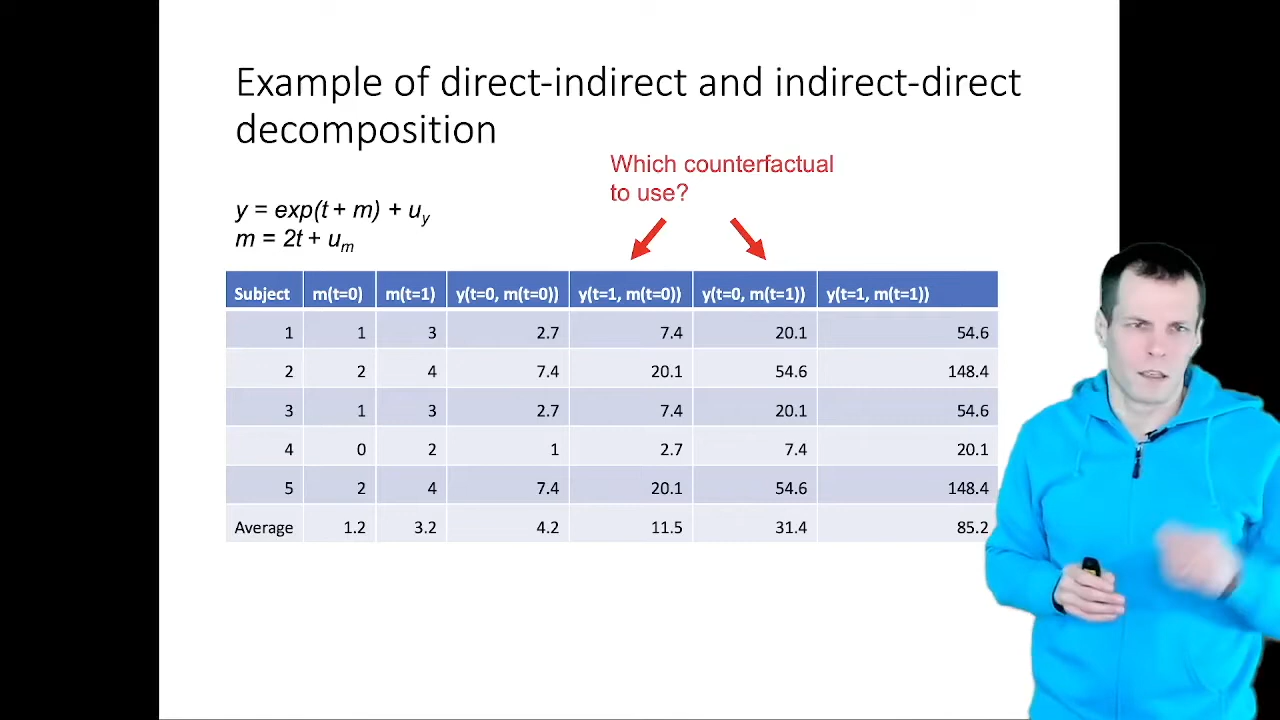 Example of direct-indirect and indirect-direct
decomposition
Which counterfactual
to use?
y = exp(t + m) + u_y
m = 2t + u_m
Subject m(t=0) m(t=1) y(t=0, m(t=0)) y(t=1, m(t=0)) y(t=0, m(t=1)) y(t=1, m(t=1))
1 1 3 2.7 7.4 20.1 54.6
2 2 4 7.4 20.1 54.6 148.4
3 1 3 2.7 7.4 20.1 54.6
4 0 2 1 2.7 7.4 20.1
5 2 4 7.4 20.1 54.6 148.4
Average 1.2 3.2 4.2 11.5 31.4 85.2